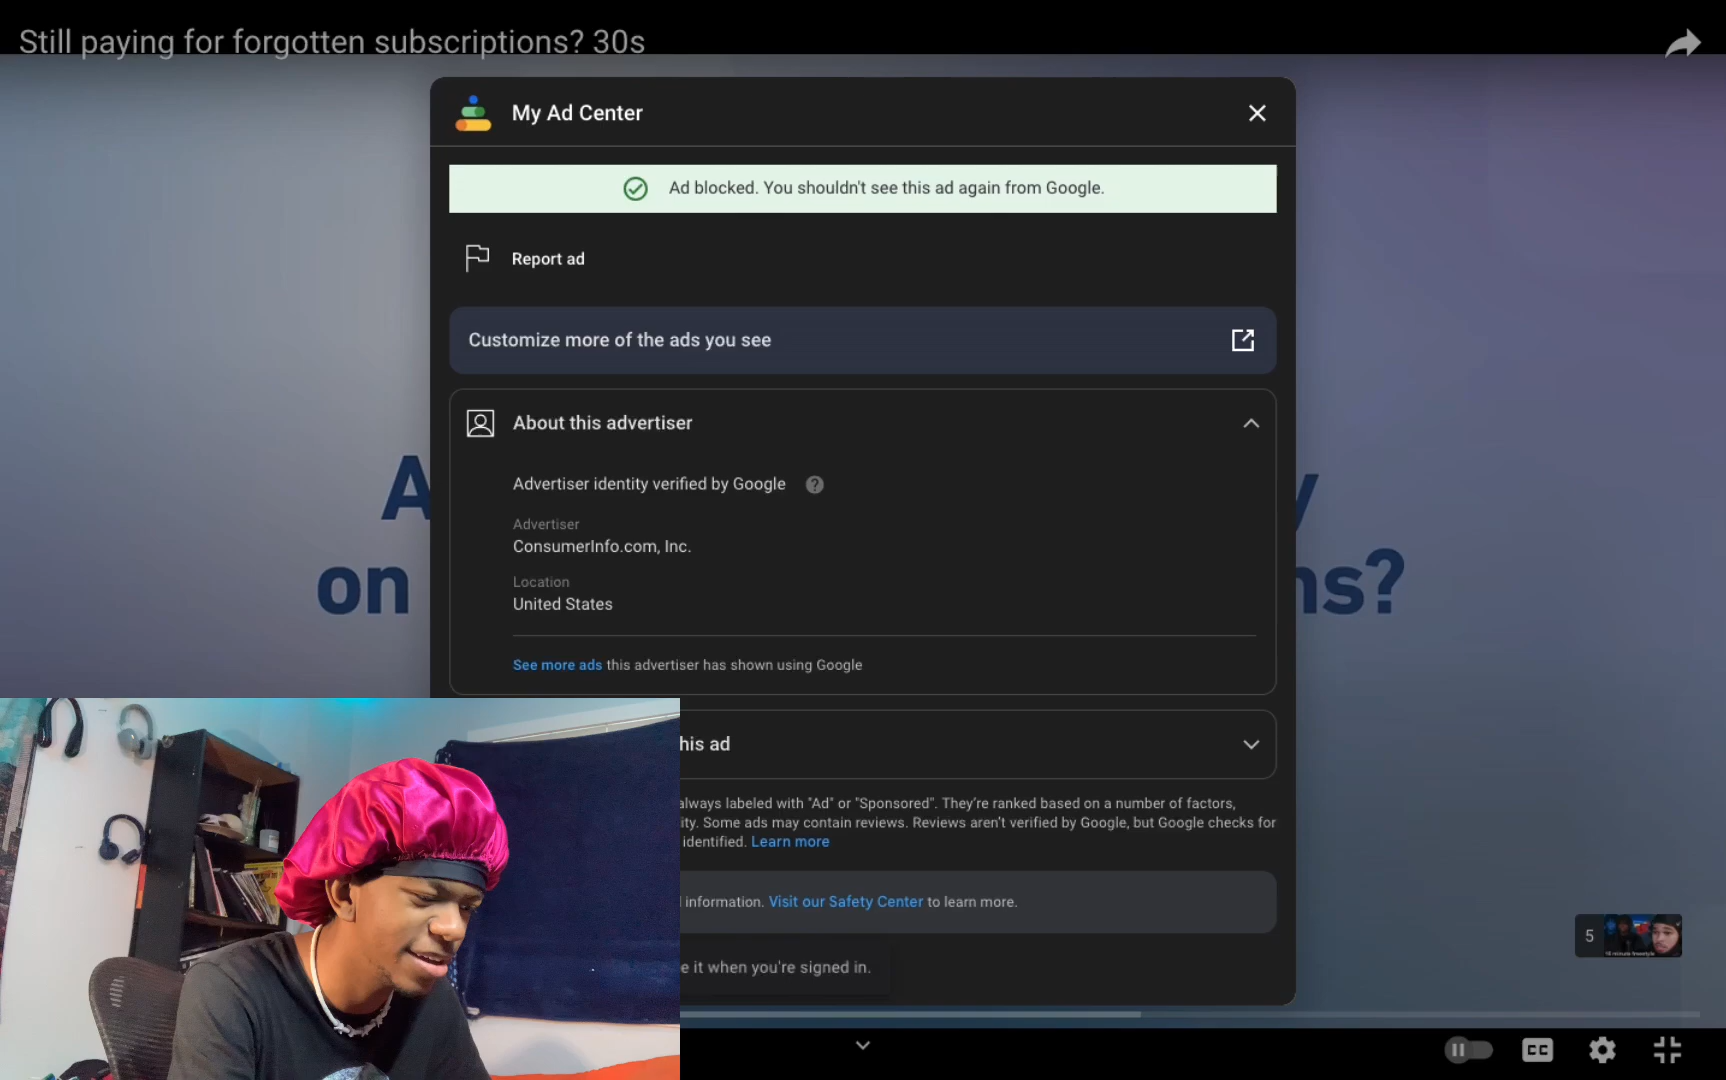 Still paying for forgotten subscriptions? 30s
My Ad Center
Ad blocked. You shouldn't see this ad again from Google.
Report ad
Customize more of the ads you see
About this advertiser
Advertiser identity verified by Google
Advertiser
ConsumerInfo.com, Inc.
Location
United States
See more ads this advertiser has shown using Google
his ad
always labeled with "Ad" or "Sponsored". They're ranked based on a number of factors,
ity. Some ads may contain reviews. Reviews aren't verified by Google, but Google checks for
identified. Learn more
l information. Visit our Safety Center to learn more.
e it when you're signed in.
A
y
on
ns?
5
CC